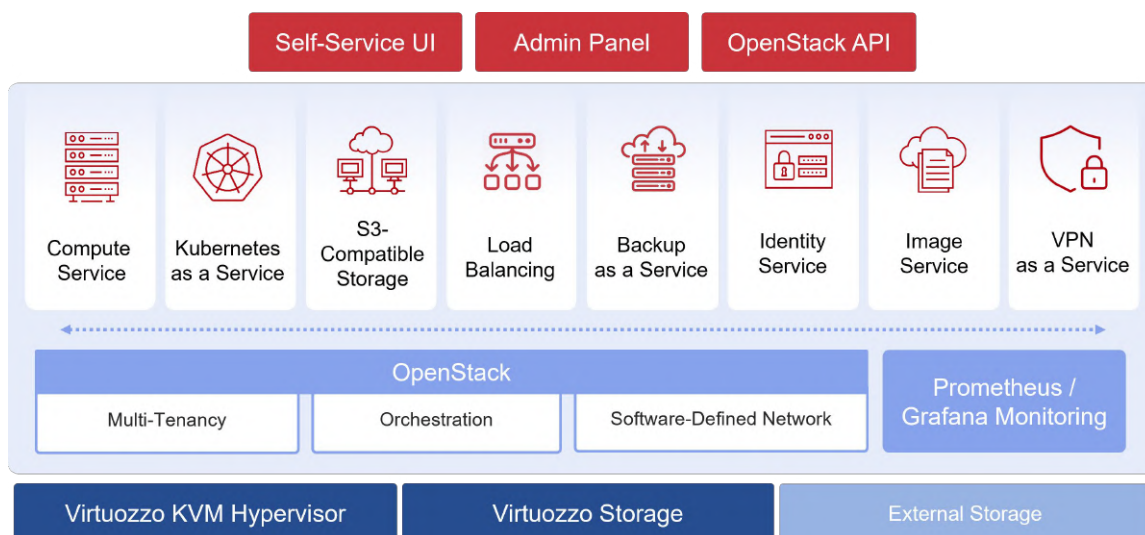 Self-Service UI
Admin Panel
OpenStack API
Compute
Service
Kubernetes
as a Service
S3-
Compatible
Storage
Load
Balancing
Backup
as a Service
Identity
Service
Image
Service
VPN
as a Service
OpenStack
Multi-Tenancy
Orchestration
Software-Defined Network
Prometheus /
Grafana Monitoring
Virtuozzo KVM Hypervisor
Virtuozzo Storage
External Storage